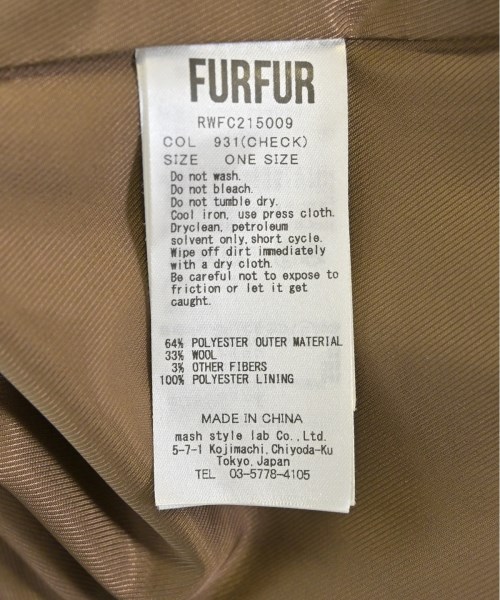 FURFUR
RWFC215009
COL 931(CHECK)
SIZE ONE SIZE
Do not wash.
Do not bleach.
Do not tumble dry.
Cool iron, use press cloth.
Dryclean, petroleum
solvent only,short cycle.
Wipe off dirt immediately
with a dry cloth.
Be careful not to expose to
friction or let it get
caught.
64% POLYESTER OUTER MATERIAL
33% WOOL
3% OTHER FIBERS
100% POLYESTER LINING
MADE IN CHINA
mash style lab Co.,Ltd.
5-7-1 Kojimachi,Chiyoda-Ku
Tokyo,Japan
TEL 03-5778-4105